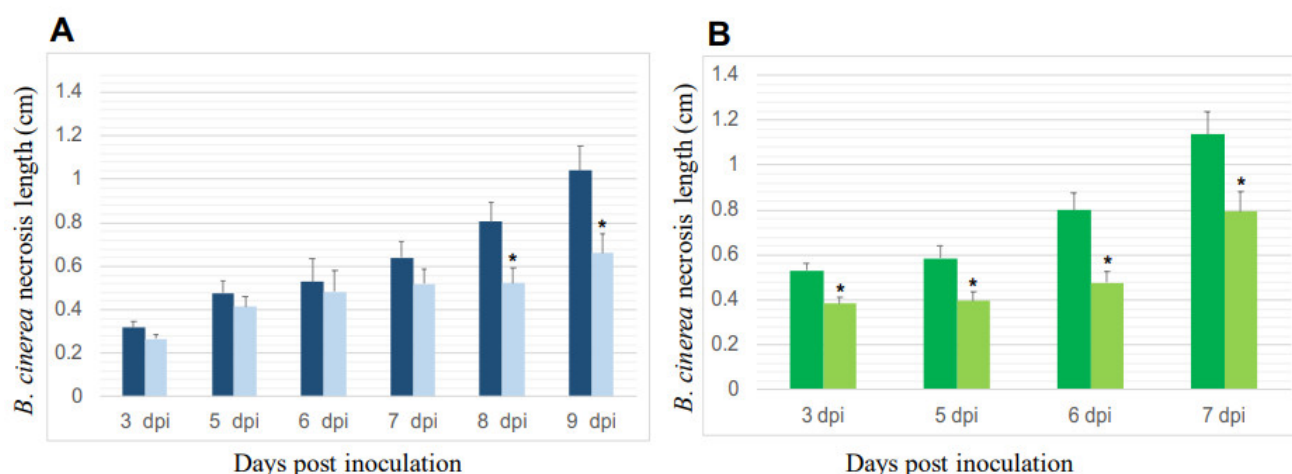 A
B. cinerea necrosis length (cm)
1.4
1.2
1
0.8
0.6
0.4
0.2
0
* *
3 dpi 5 dpi 6 dpi 7 dpi 8 dpi 9 dpi
Days post inoculation
B
B. cinerea necrosis length (cm)
1.4
1.2
1
0.8
0.6
0.4
0.2
0
* * * *
3 dpi 5 dpi 6 dpi 7 dpi
Days post inoculation